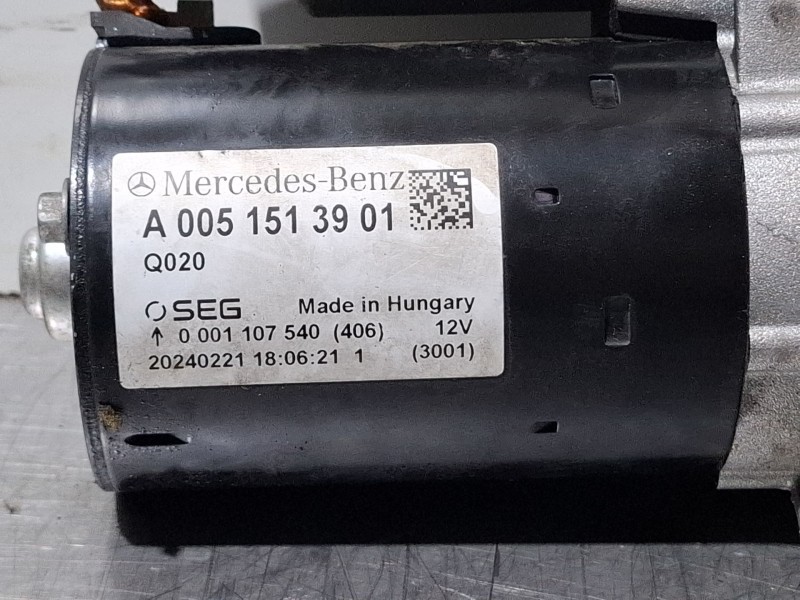 Mercedes-Benz
A 005 151 39 01
Q020
SEG Made in Hungary
↑ 0 001 107 540 (406) 12V
20240221 18:06:21 1 (3001)